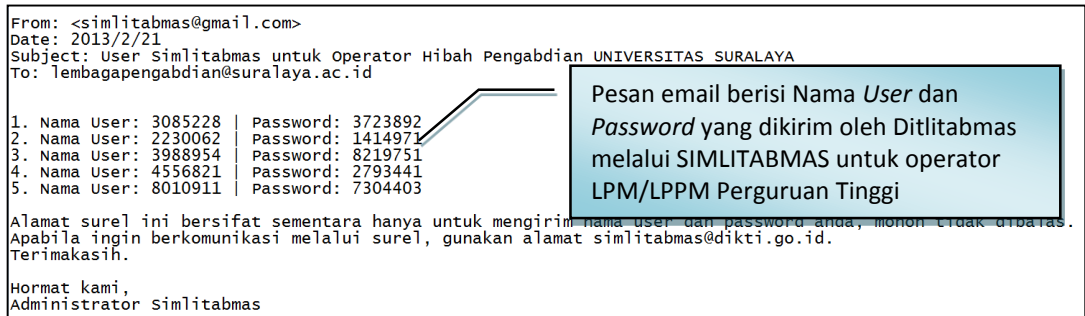 From: <simlitabmas@gmail.com>
Date: 2013/2/21
Subject: User Simlitabmas untuk Operator Hibah Pengabdian UNIVERSITAS SURALAYA
To: lembagapengabdian@suralaya.ac.id
Pesan email berisi Nama User dan
Password yang dikirim oleh Ditlitabmas
melalui SIMLITABMAS untuk operator
LPM/LPPM Perguruan Tinggi
1. Nama User: 3085228 | Password: 3723892
2. Nama User: 2230062 | Password: 1414971
3. Nama User: 3988954 | Password: 8219751
4. Nama User: 4556821 | Password: 2793441
5. Nama User: 8010911 | Password: 7304403
Alamat surel ini bersifat sementara hanya untuk mengirim nama user dan password anda, mohon tidak dibalas.
Apabila ingin berkomunikasi melalui surel, gunakan alamat simlitabmas@dikti.go.id.
Terimakasih.
Hormat kami,
Administrator Simlitabmas